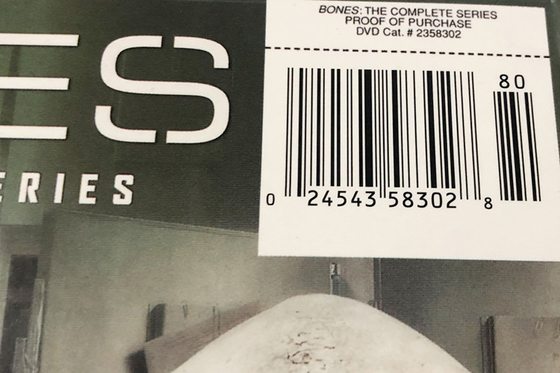 BONES: THE COMPLETE SERIES
PROOF OF PURCHASE
DVD Cat. # 2358302
ES
80
ERIES
0 24543 58302 8